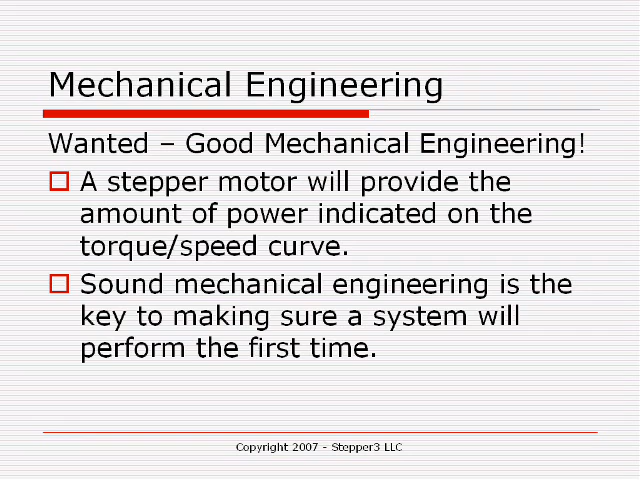 Mechanical Engineering
Wanted – Good Mechanical Engineering!
A stepper motor will provide the
amount of power indicated on the
torque/speed curve.
Sound mechanical engineering is the
key to making sure a system will
perform the first time.
Copyright 2007 - Stepper3 LLC